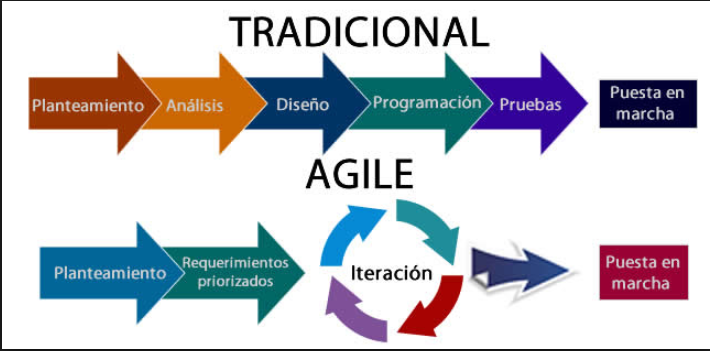 TRADICIONAL
Planteamiento
Análisis
Diseño
Programación
Pruebas
Puesta en
marcha
AGILE
Planteamiento
Requerimientos
priorizados
Iteración
Puesta en
marcha